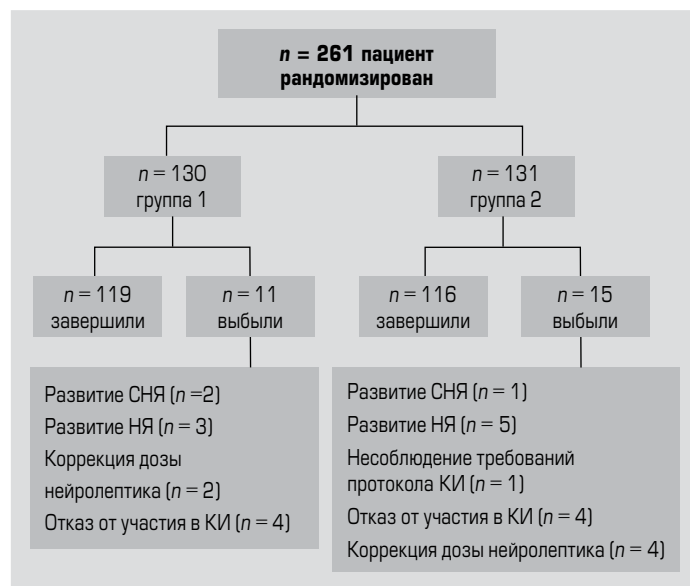 n = 261 пациент
рандомизирован
n = 130
группа 1
n = 131
группа 2
n = 119
завершили
n = 11
выбыли
n = 116
завершили
n = 15
выбыли
Развитие СНЯ (n =2)
Развитие НЯ (n = 3)
Коррекция дозы
нейролептика (n = 2)
Отказ от участия в КИ (n = 4)
Развитие СНЯ (n = 1)
Развитие НЯ (n = 5)
Несоблюдение требований
протокола КИ (n = 1)
Отказ от участия в КИ (n = 4)
Коррекция дозы нейролептика (n = 4)